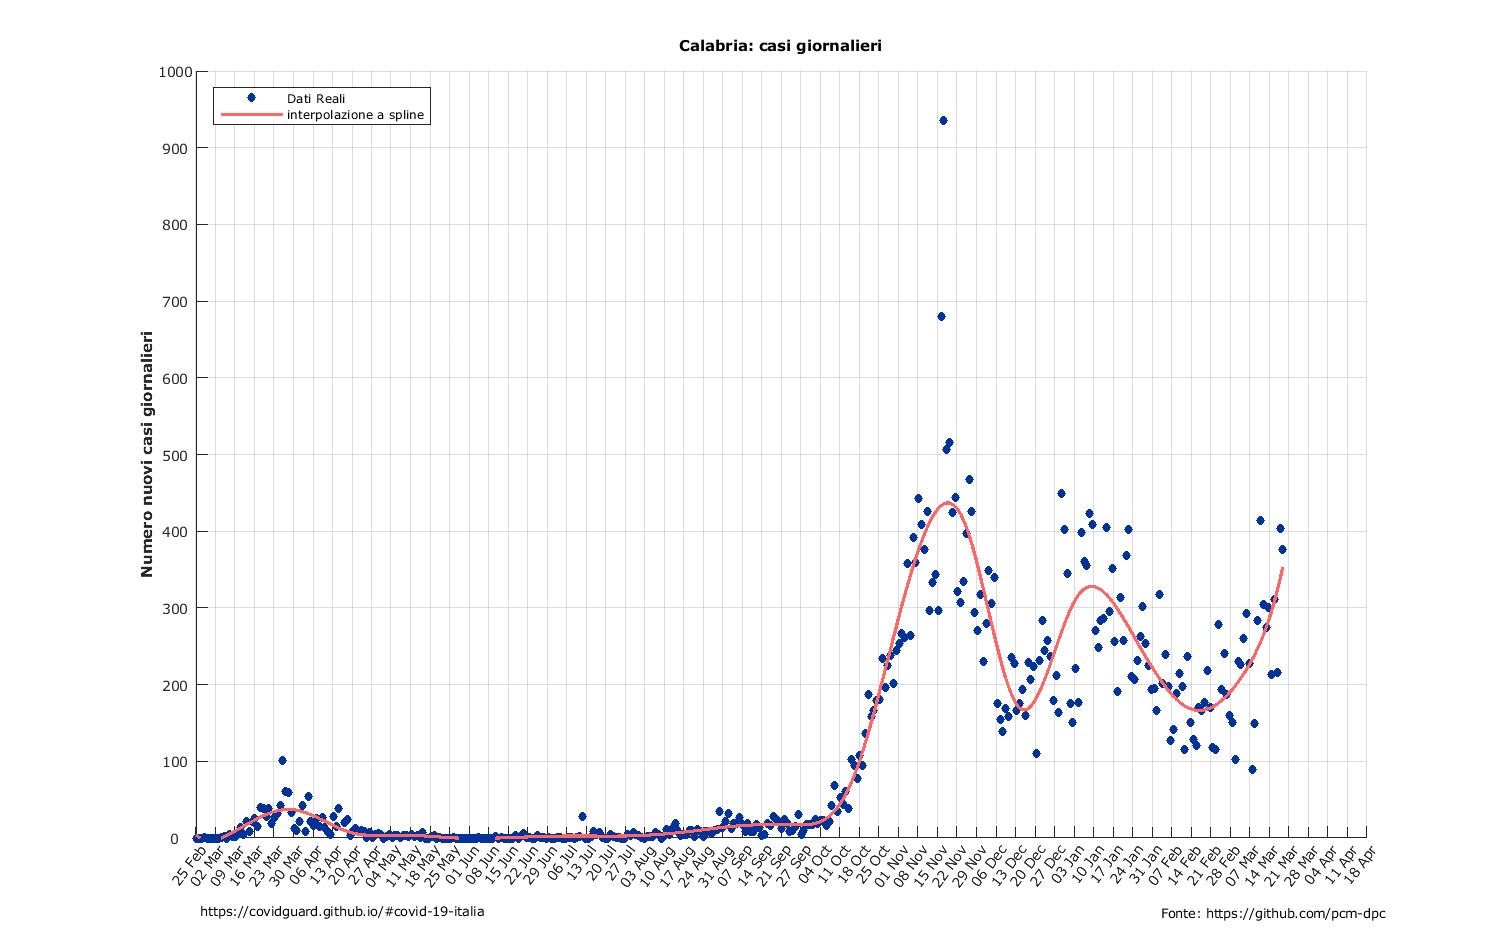 Calabria: casi giornalieri
Dati Reali
interpolazione a spline
Numero nuovi casi giornalieri
1000
900
800
700
600
500
400
300
200
100
0
25 Feb
02 Mar
09 Mar
16 Mar
23 Mar
30 Mar
06 Apr
13 Apr
20 Apr
27 Apr
04 May
11 May
18 May
25 May
01 Jun
08 Jun
15 Jun
22 Jun
29 Jun
06 Jul
13 Jul
20 Jul
27 Jul
03 Aug
10 Aug
17 Aug
24 Aug
31 Aug
07 Sep
14 Sep
21 Sep
27 Sep
04 Oct
11 Oct
18 Oct
25 Oct
01 Nov
08 Nov
15 Nov
22 Nov
29 Nov
06 Dec
13 Dec
20 Dec
27 Dec
03 Jan
10 Jan
17 Jan
24 Jan
31 Jan
07 Feb
14 Feb
21 Feb
28 Feb
07 Mar
14 Mar
21 Mar
28 Mar
04 Apr
11 Apr
18 Apr
https://covidguard.github.io/#covid-19-italia
Fonte: https://github.com/pcm-dpc